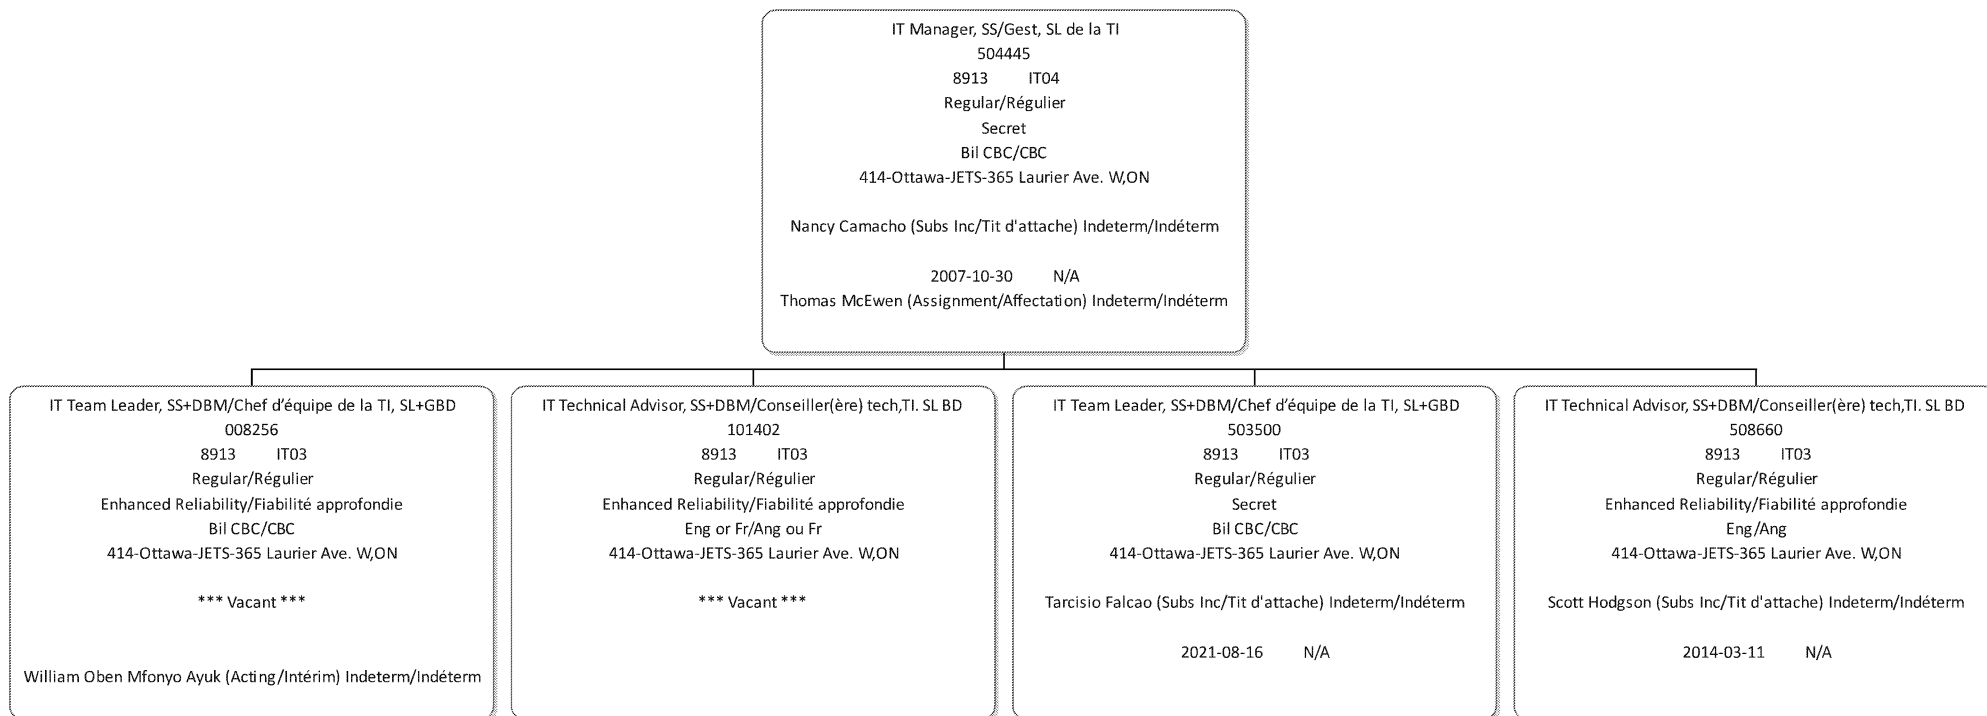 IT Manager, SS/Gest, SL de la TI
504445
8913 IT04
Regular/Régulier
Secret
Bil CBC/CBC
414-Ottawa-JETS-365 Laurier Ave. W,ON
Nancy Camacho (Subs Inc/Tit d'attache) Indeterm/Indéterm
2007-10-30 N/A
Thomas McEwen (Assignment/Affectation) Indeterm/Indéterm
IT Team Leader, SS+DBM/Chef d’équipe de la TI, SL+GBD
008256
8913 IT03
Regular/Régulier
Enhanced Reliability/Fiabilité approfondie
Bil CBC/CBC
414-Ottawa-JETS-365 Laurier Ave. W,ON
*** Vacant ***
William Oben Mfonyo Ayuk (Acting/Intérim) Indeterm/Indéterm
IT Technical Advisor, SS+DBM/Conseiller(ère) tech,TI. SL BD
101402
8913 IT03
Regular/Régulier
Enhanced Reliability/Fiabilité approfondie
Eng or Fr/Ang ou Fr
414-Ottawa-JETS-365 Laurier Ave. W,ON
*** Vacant ***
IT Team Leader, SS+DBM/Chef d’équipe de la TI, SL+GBD
503500
8913 IT03
Regular/Régulier
Secret
Bil CBC/CBC
414-Ottawa-JETS-365 Laurier Ave. W,ON
Tarcisio Falcao (Subs Inc/Tit d'attache) Indeterm/Indéterm
2021-08-16 N/A
IT Technical Advisor, SS+DBM/Conseiller(ère) tech,TI. SL BD
508660
8913 IT03
Regular/Régulier
Enhanced Reliability/Fiabilité approfondie
Eng/Ang
414-Ottawa-JETS-365 Laurier Ave. W,ON
Scott Hodgson (Subs Inc/Tit d'attache) Indeterm/Indéterm
2014-03-11 N/A